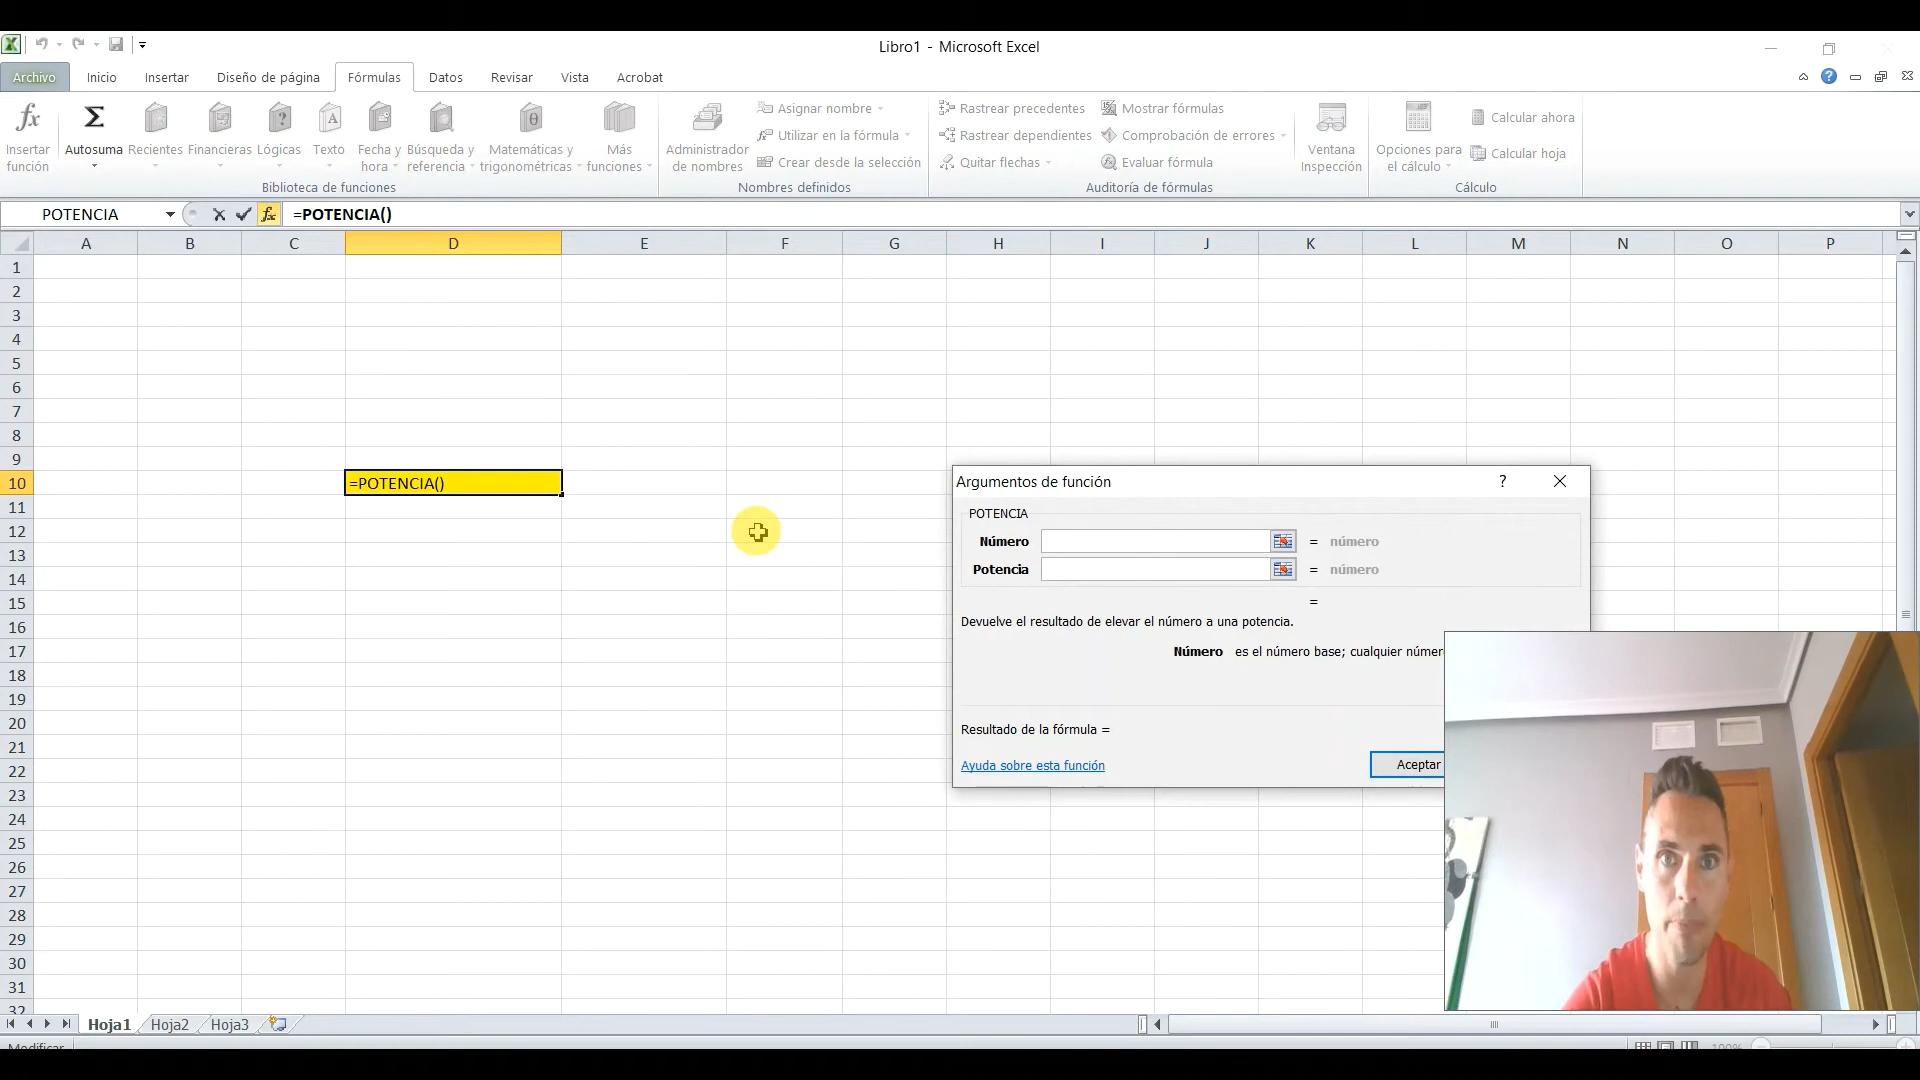 Libro1 - Microsoft Excel
Archivo Inicio Insertar Diseño de página Fórmulas Datos Revisar Vista Acrobat
fx Insertar función
Σ Autosuma
Recientes
Financieras
Lógicas
Texto
Fecha y hora
Búsqueda y referencia
Matemáticas y trigonométricas
Más funciones
Biblioteca de funciones
Administrador de nombres
Asignar nombre
Utilizar en la fórmula
Crear desde la selección
Nombres definidos
Rastrear precedentes
Rastrear dependientes
Quitar flechas
Mostrar fórmulas
Comprobación de errores
Evaluar fórmula
Ventana Inspección
Auditoría de fórmulas
Opciones para el cálculo
Calcular ahora
Calcular hoja
Cálculo
POTENCIA fx =POTENCIA()
A B C D E F G H I J K L M N O P
1
2
3
4
5
6
7
8
9
10 =POTENCIA()
11
12
13
14
15
16
17
18
19
20
21
22
23
24
25
26
27
28
29
30
31
32
Argumentos de función ?
POTENCIA
Número = número
Potencia = número
=
Devuelve el resultado de elevar el número a una potencia.
Número es el número base; cualquier número
Resultado de la fórmula =
Ayuda sobre esta función
Aceptar
Hoja1 Hoja2 Hoja3
Modificar 100%